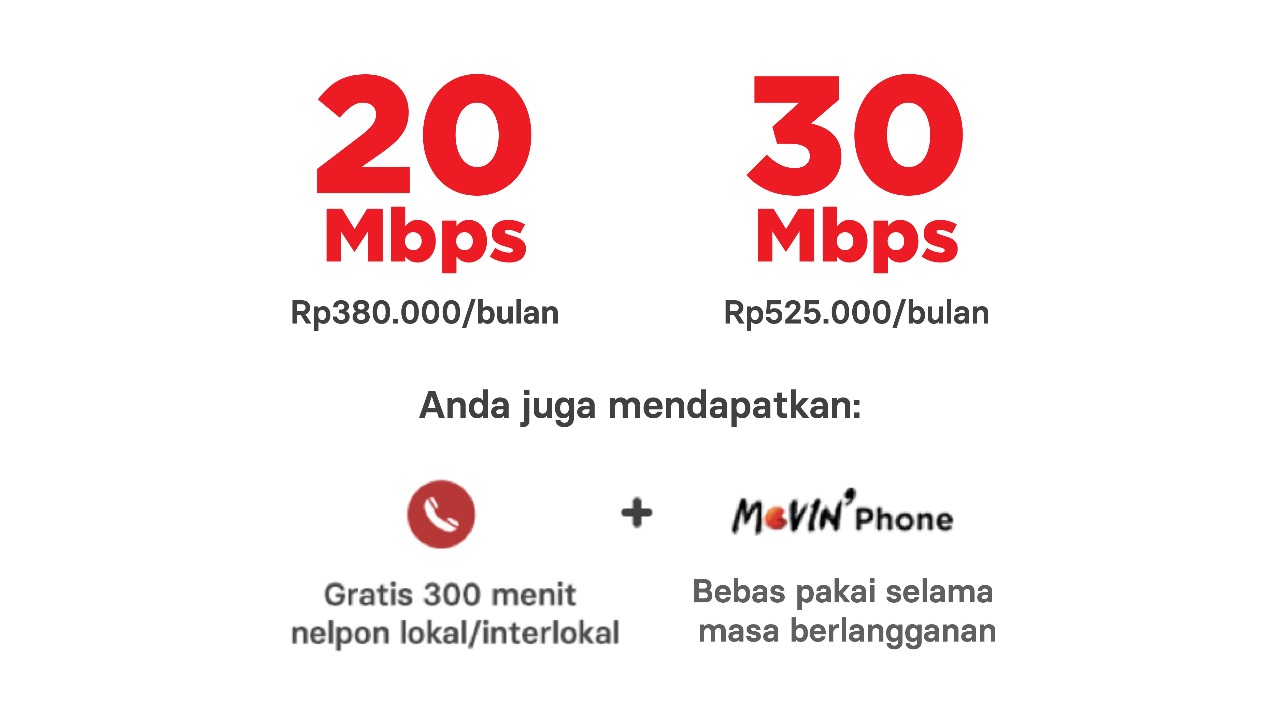 20
Mbps
Rp380.000/bulan
30
Mbps
Rp525.000/bulan
Anda juga mendapatkan:
+
Gratis 300 menit
nelpon lokal/interlokal
MOVIN' Phone
Bebas pakai selama
masa berlangganan